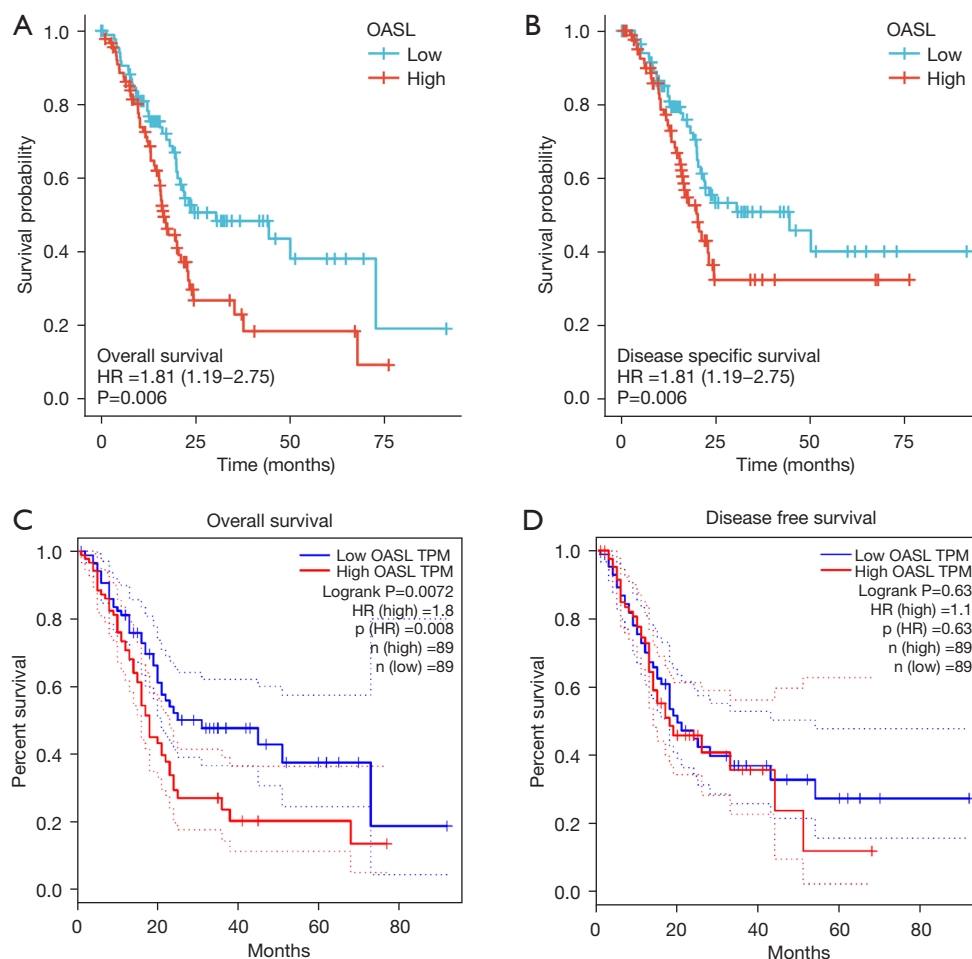 A
OASL
Low
High
1.0
0.8
0.6
0.4
0.2
0.0
Survival probability
Overall survival
HR =1.81 (1.19–2.75)
P=0.006
0
25
50
75
Time (months)
B
OASL
Low
High
1.0
0.8
0.6
0.4
0.2
0.0
Survival probability
Disease specific survival
HR =1.81 (1.19–2.75)
P=0.006
0
25
50
75
Time (months)
C
Overall survival
Low OASL TPM
High OASL TPM
Logrank P=0.0072
HR (high) =1.8
p (HR) =0.008
n (high) =89
n (low) =89
1.0
0.8
0.6
0.4
0.2
0.0
Percent survival
0
20
40
60
80
Months
D
Disease free survival
Low OASL TPM
High OASL TPM
Logrank P=0.63
HR (high) =1.1
p (HR) =0.63
n (high) =89
n (low) =89
1.0
0.8
0.6
0.4
0.2
0.0
Percent survival
0
20
40
60
80
Months